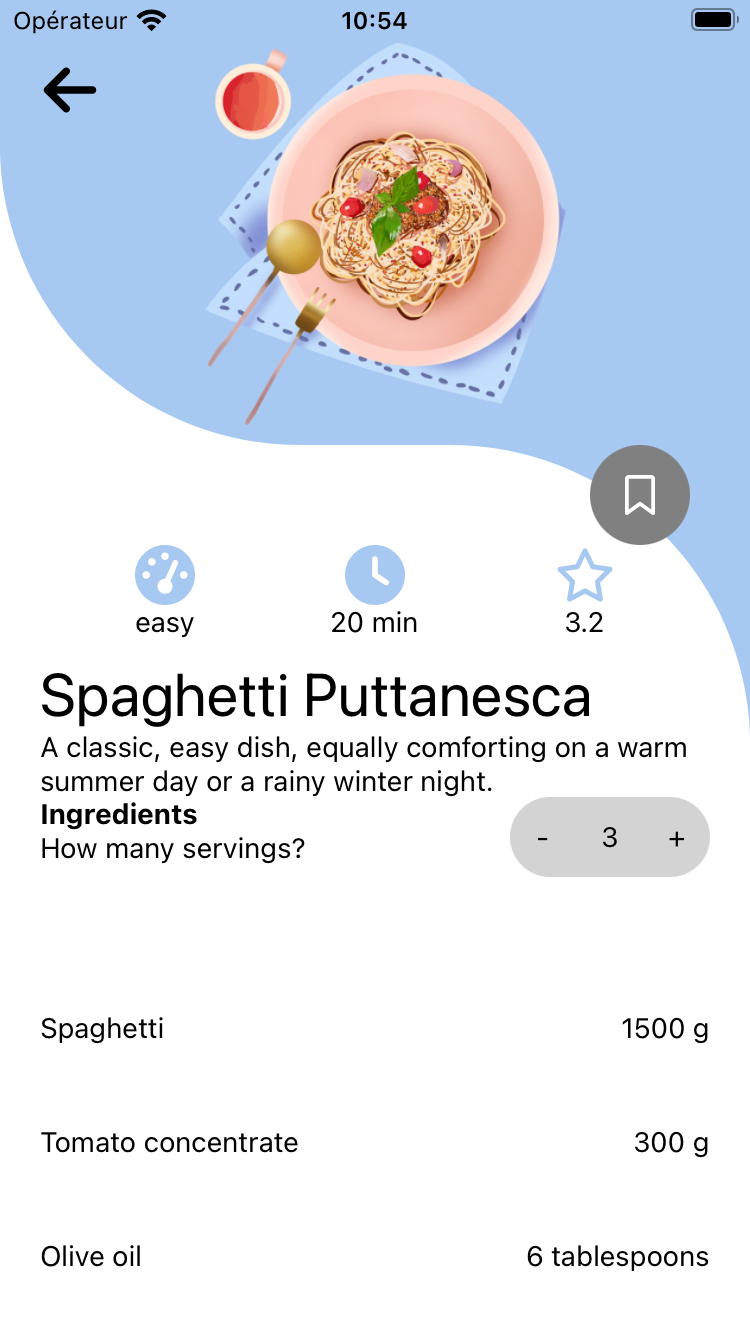 Opérateur 10:54
easy 20 min 3.2
Spaghetti Puttanesca
A classic, easy dish, equally comforting on a warm
summer day or a rainy winter night.
Ingredients
How many servings? - 3 +
Spaghetti 1500 g
Tomato concentrate 300 g
Olive oil 6 tablespoons